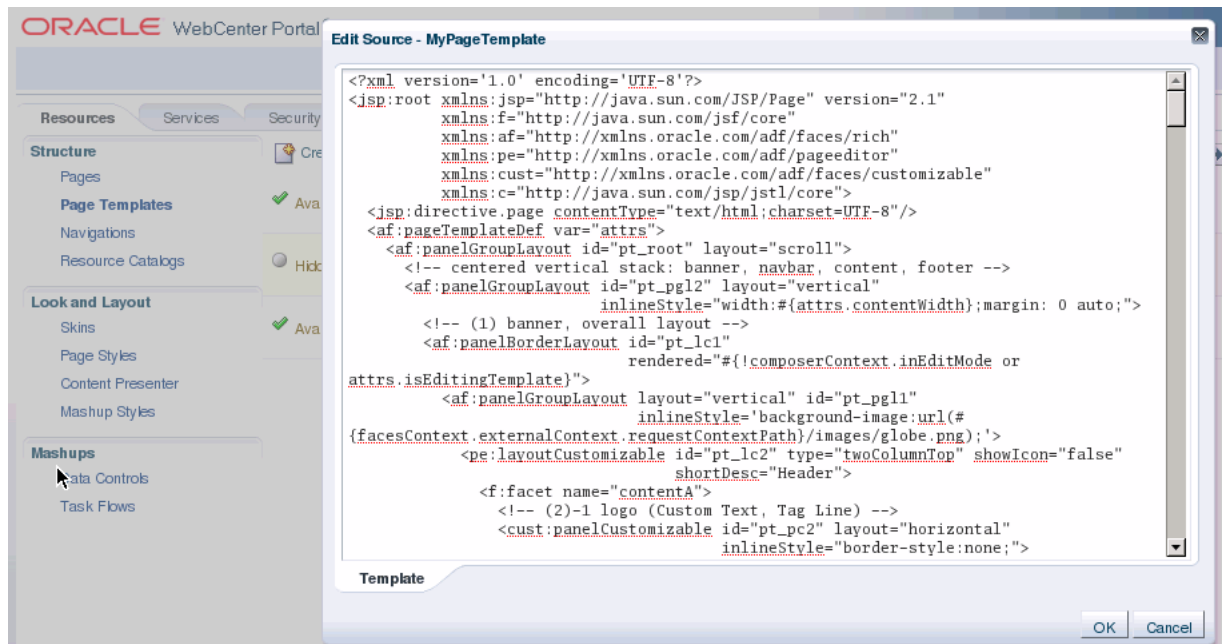 ORACLE WebCenter Portal
Edit Source - MyPageTemplate
Resources Services Security
Structure
Pages
Page Templates
Navigations
Resource Catalogs
Look and Layout
Skins
Page Styles
Content Presenter
Mashup Styles
Mashups
Data Controls
Task Flows
Cre
Ava
Hidd
Ava
<?xml version='1.0' encoding='UTF-8'?>
<jsp:root xmlns:jsp="http://java.sun.com/JSP/Page" version="2.1"
xmlns:f="http://java.sun.com/jsf/core"
xmlns:af="http://xmlns.oracle.com/adf/faces/rich"
xmlns:pe="http://xmlns.oracle.com/adf/pageeditor"
xmlns:cust="http://xmlns.oracle.com/adf/faces/customizable"
xmlns:c="http://java.sun.com/jsp/jstl/core">
<jsp:directive.page contentType="text/html;charset=UTF-8"/>
<af:pageTemplateDef var="attrs">
<af:panelGroupLayout id="pt_root" layout="scroll">
<!-- centered vertical stack: banner, navbar, content, footer -->
<af:panelGroupLayout id="pt_pgl2" layout="vertical"
inlineStyle="width:#{attrs.contentWidth};margin: 0 auto;">
<!-- (1) banner, overall layout -->
<af:panelBorderLayout id="pt_lc1"
rendered="#{!composerContext.inEditMode or
attrs.isEditingTemplate}">
<af:panelGroupLayout layout="vertical" id="pt_pgl1"
inlineStyle='background-image:url(#
{facesContext.externalContext.requestContextPath}/images/globe.png);'>
<pe:layoutCustomizable id="pt_lc2" type="twoColumnTop" showIcon="false"
shortDesc="Header">
<f:facet name="contentA">
<!-- (2)-1 logo (Custom Text, Tag Line) -->
<cust:panelCustomizable id="pt_pc2" layout="horizontal"
inlineStyle="border-style:none;">
Template
OK Cancel